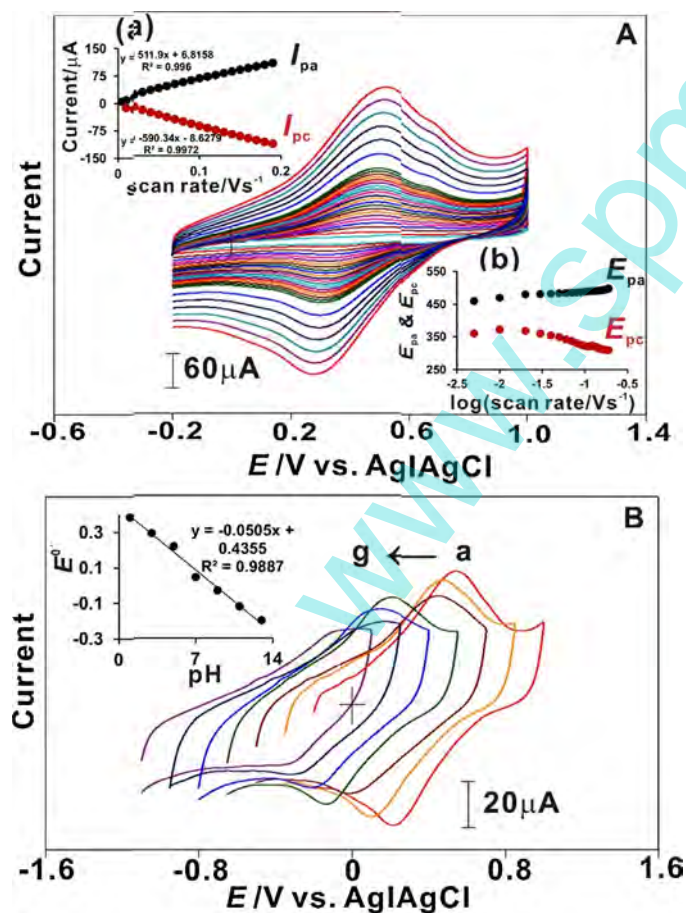 (a)
A
150
75
0
-75
-150
Current/μA
y = 511.9x + 6.8158
R² = 0.996
Ipa
Ipc
y = -590.34x - 8.6279
R² = 0.9972
0
0.1
0.2
scan rate/Vs-1
Current
60μA
(b)
550
450
350
250
Epa & Epc
Epa
Epc
-2.5 -2 -1.5 -1 -0.5
log(scan rate/Vs-1)
-0.6 -0.2 0.2 0.6 1.0 1.4
E /V vs. AglAgCl
B
0.3
0.1
-0.1
-0.3
E0'
y = -0.0505x +
0.4355
R² = 0.9887
0 7 14
pH
g ← a
Current
20μA
-1.6 -0.8 0 0.8 1.6
E /V vs. AglAgCl